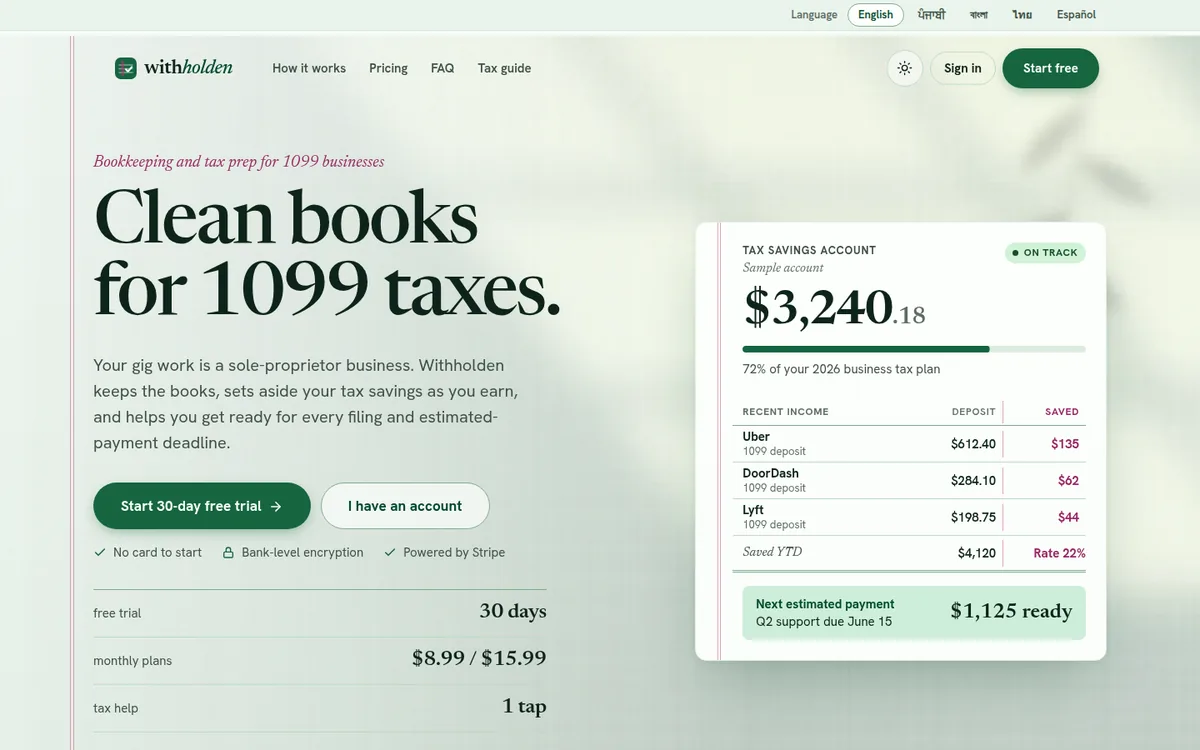 Language English ਪੰਜਾਬੀ বাংলা ไทย Español
withholden How it works Pricing FAQ Tax guide Sign in Start free
Bookkeeping and tax prep for 1099 businesses
Clean books
for 1099 taxes.
Your gig work is a sole-proprietor business. Withholden
keeps the books, sets aside your tax savings as you earn,
and helps you get ready for every filing and estimated-
payment deadline.
Start 30-day free trial →
I have an account
No card to start Bank-level encryption Powered by Stripe
free trial 30 days
monthly plans $8.99 / $15.99
tax help 1 tap
TAX SAVINGS ACCOUNT ON TRACK
Sample account
$3,240.18
72% of your 2026 business tax plan
RECENT INCOME DEPOSIT SAVED
Uber $612.40 $135
1099 deposit
DoorDash $284.10 $62
1099 deposit
Lyft $198.75 $44
1099 deposit
Saved YTD $4,120 Rate 22%
Next estimated payment $1,125 ready
Q2 support due June 15